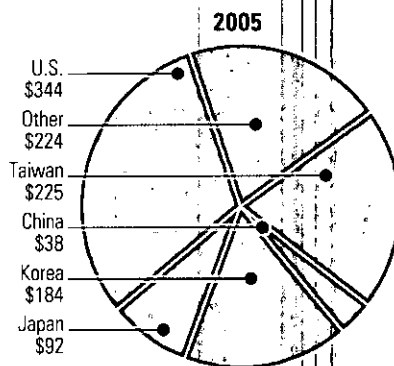 2005
U.S.
$344
Other
$224
Taiwan
$225
China
$38
Korea
$184
Japan
$92